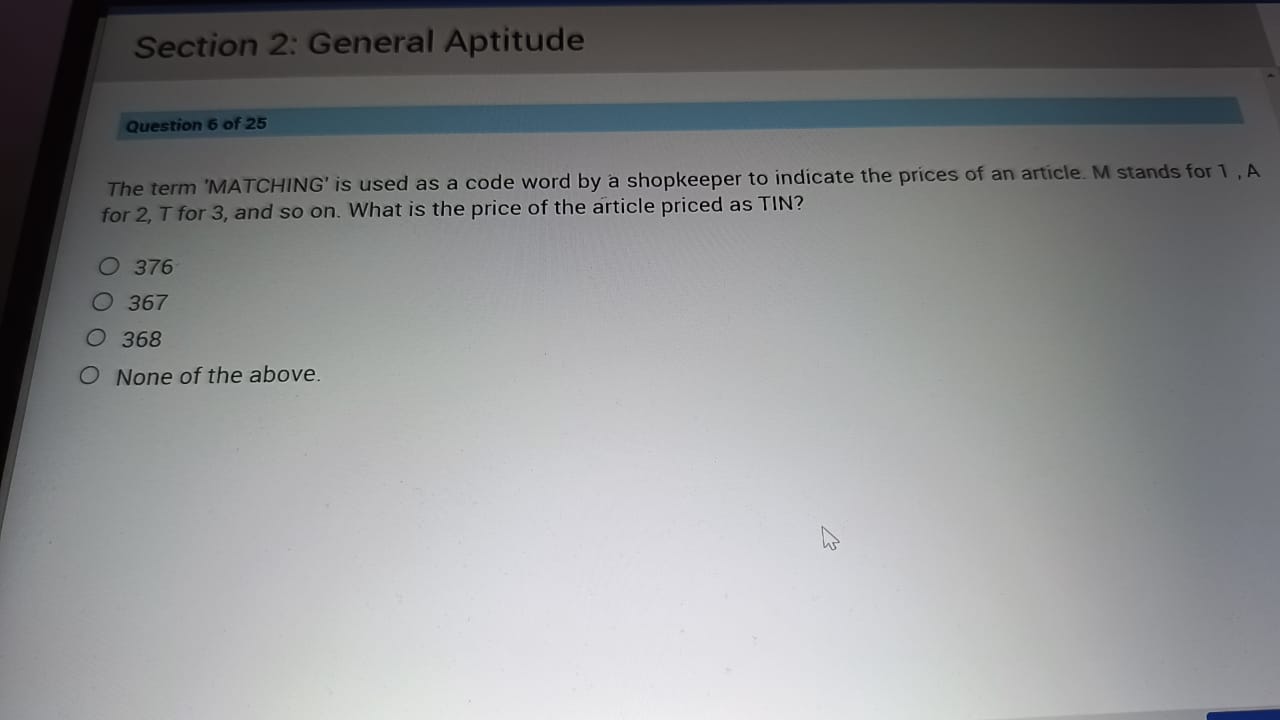 Section 2: General Aptitude
Question 6 of 25
The term 'MATCHING' is used as a code word by a shopkeeper to indicate the prices of an article. M stands for 1 , A
for 2, T for 3, and so on. What is the price of the article priced as TIN?
376
367
368
None of the above.